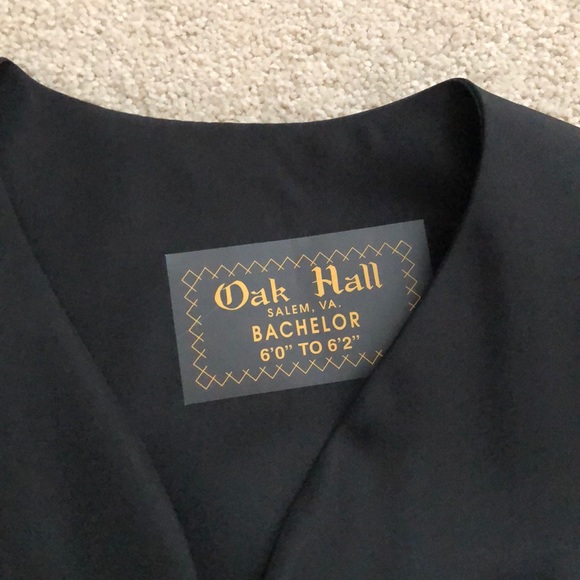 Oak Hall
SALEM, VA.
BACHELOR
6'0" TO 6'2"